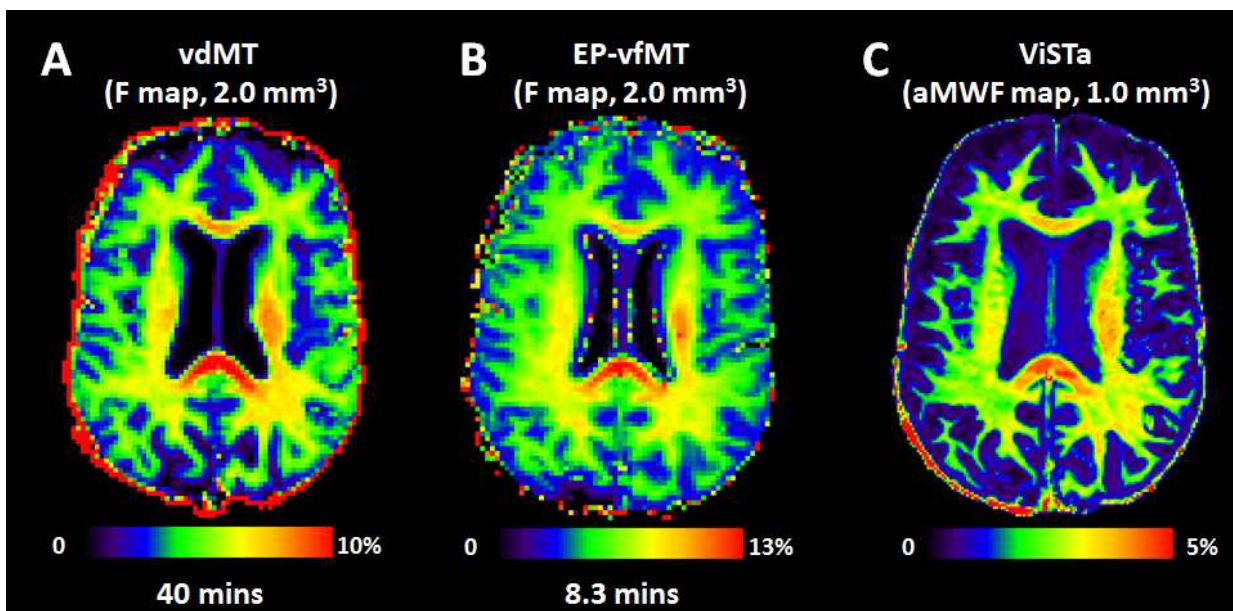 A
vdMT
(F map, 2.0 mm³)
B
EP-vfMT
(F map, 2.0 mm³)
C
ViSTa
(aMWF map, 1.0 mm³)
0
10%
0
13%
0
5%
40 mins
8.3 mins